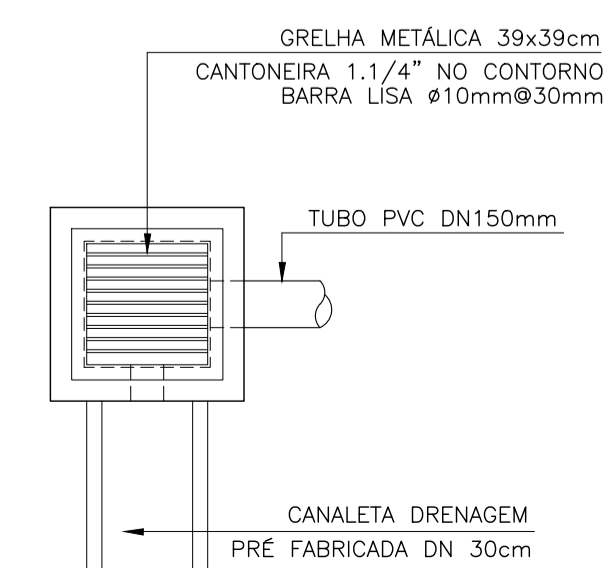 GRELHA METÁLICA 39x39cm
CANTONEIRA 1.1/4" NO CONTORNO
BARRA LISA Ø10mm@30mm
TUBO PVC DN150mm
CANALETA DRENAGEM
PRÉ FABRICADA DN 30cm